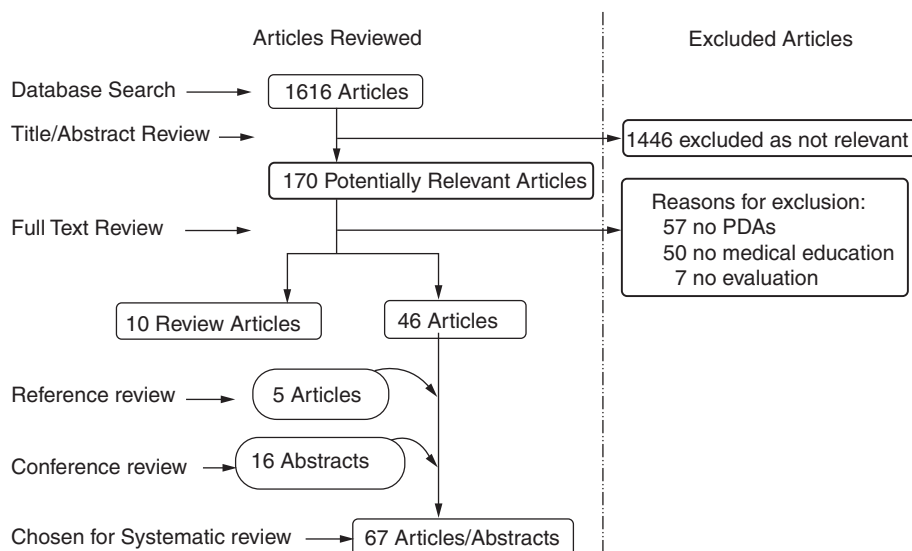 Articles Reviewed
Excluded Articles
Database Search
1616 Articles
Title/Abstract Review
1446 excluded as not relevant
170 Potentially Relevant Articles
Full Text Review
Reasons for exclusion:
57 no PDAs
50 no medical education
7 no evaluation
10 Review Articles
46 Articles
Reference review
5 Articles
Conference review
16 Abstracts
Chosen for Systematic review
67 Articles/Abstracts